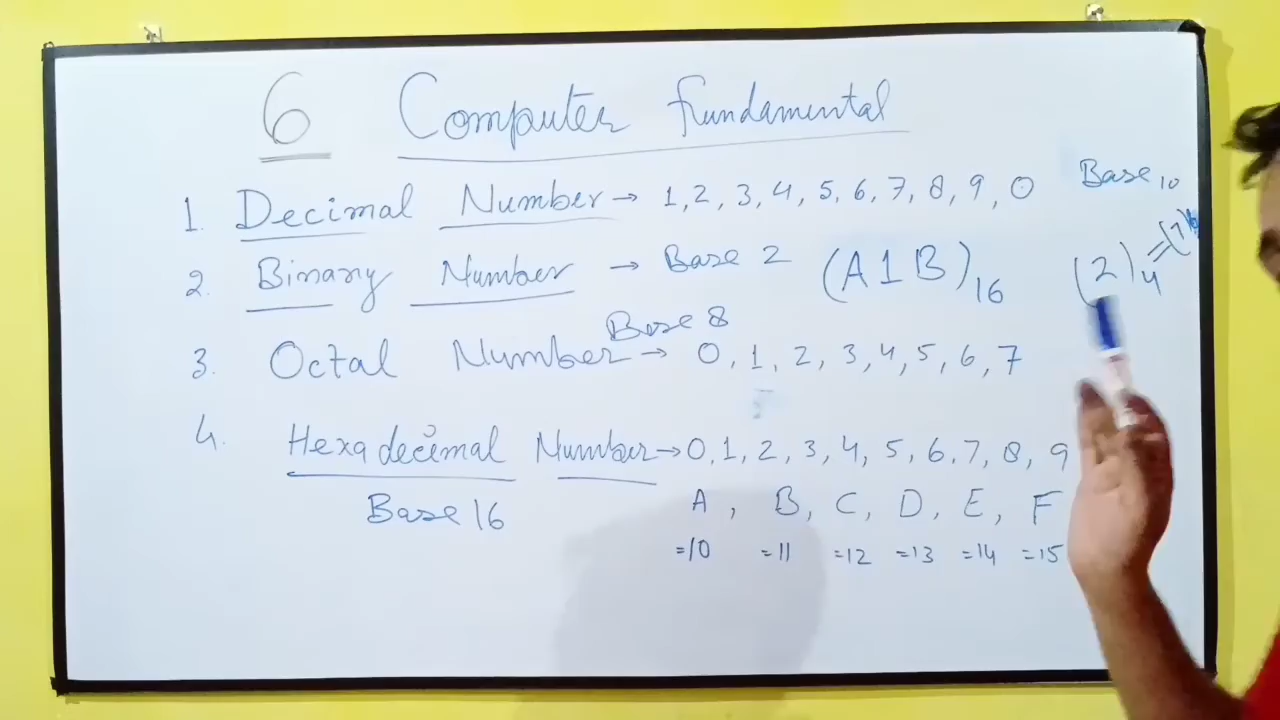 6 Computer Fundamental
1. Decimal Number → 1, 2, 3, 4, 5, 6, 7, 8, 9, 0 Base 10
2. Binary Number → Base 2 (A1B)16 (2)4 =
Base 8
3. Octal Number → 0, 1, 2, 3, 4, 5, 6, 7
4. Hexadecimal Number → 0, 1, 2, 3, 4, 5, 6, 7, 8, 9
Base 16 A, B, C, D, E, F
=10 =11 =12 =13 =14 =15